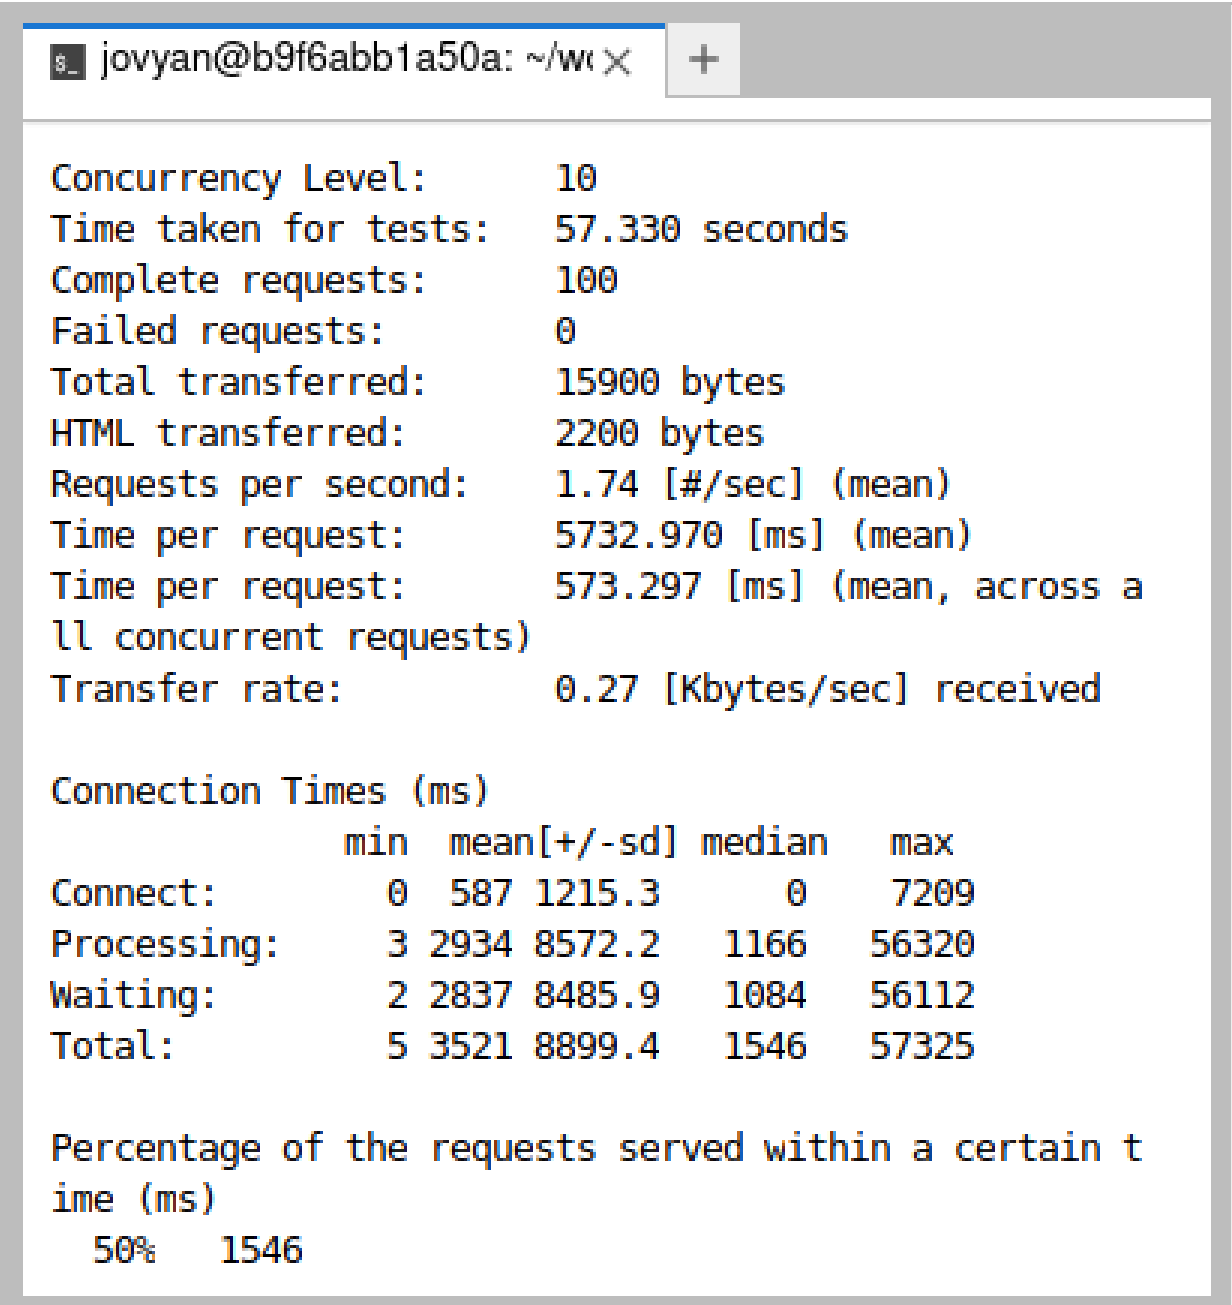 jovyan@b9f6abb1a50a: ~/wo
Concurrency Level:      10
Time taken for tests:   57.330 seconds
Complete requests:      100
Failed requests:        0
Total transferred:      15900 bytes
HTML transferred:       2200 bytes
Requests per second:    1.74 [#/sec] (mean)
Time per request:       5732.970 [ms] (mean)
Time per request:       573.297 [ms] (mean, across a
ll concurrent requests)
Transfer rate:          0.27 [Kbytes/sec] received

Connection Times (ms)
              min  mean[+/-sd] median   max
Connect:        0  587 1215.3      0    7209
Processing:     3 2934 8572.2   1166   56320
Waiting:        2 2837 8485.9   1084   56112
Total:          5 3521 8899.4   1546   57325

Percentage of the requests served within a certain t
ime (ms)
  50%   1546